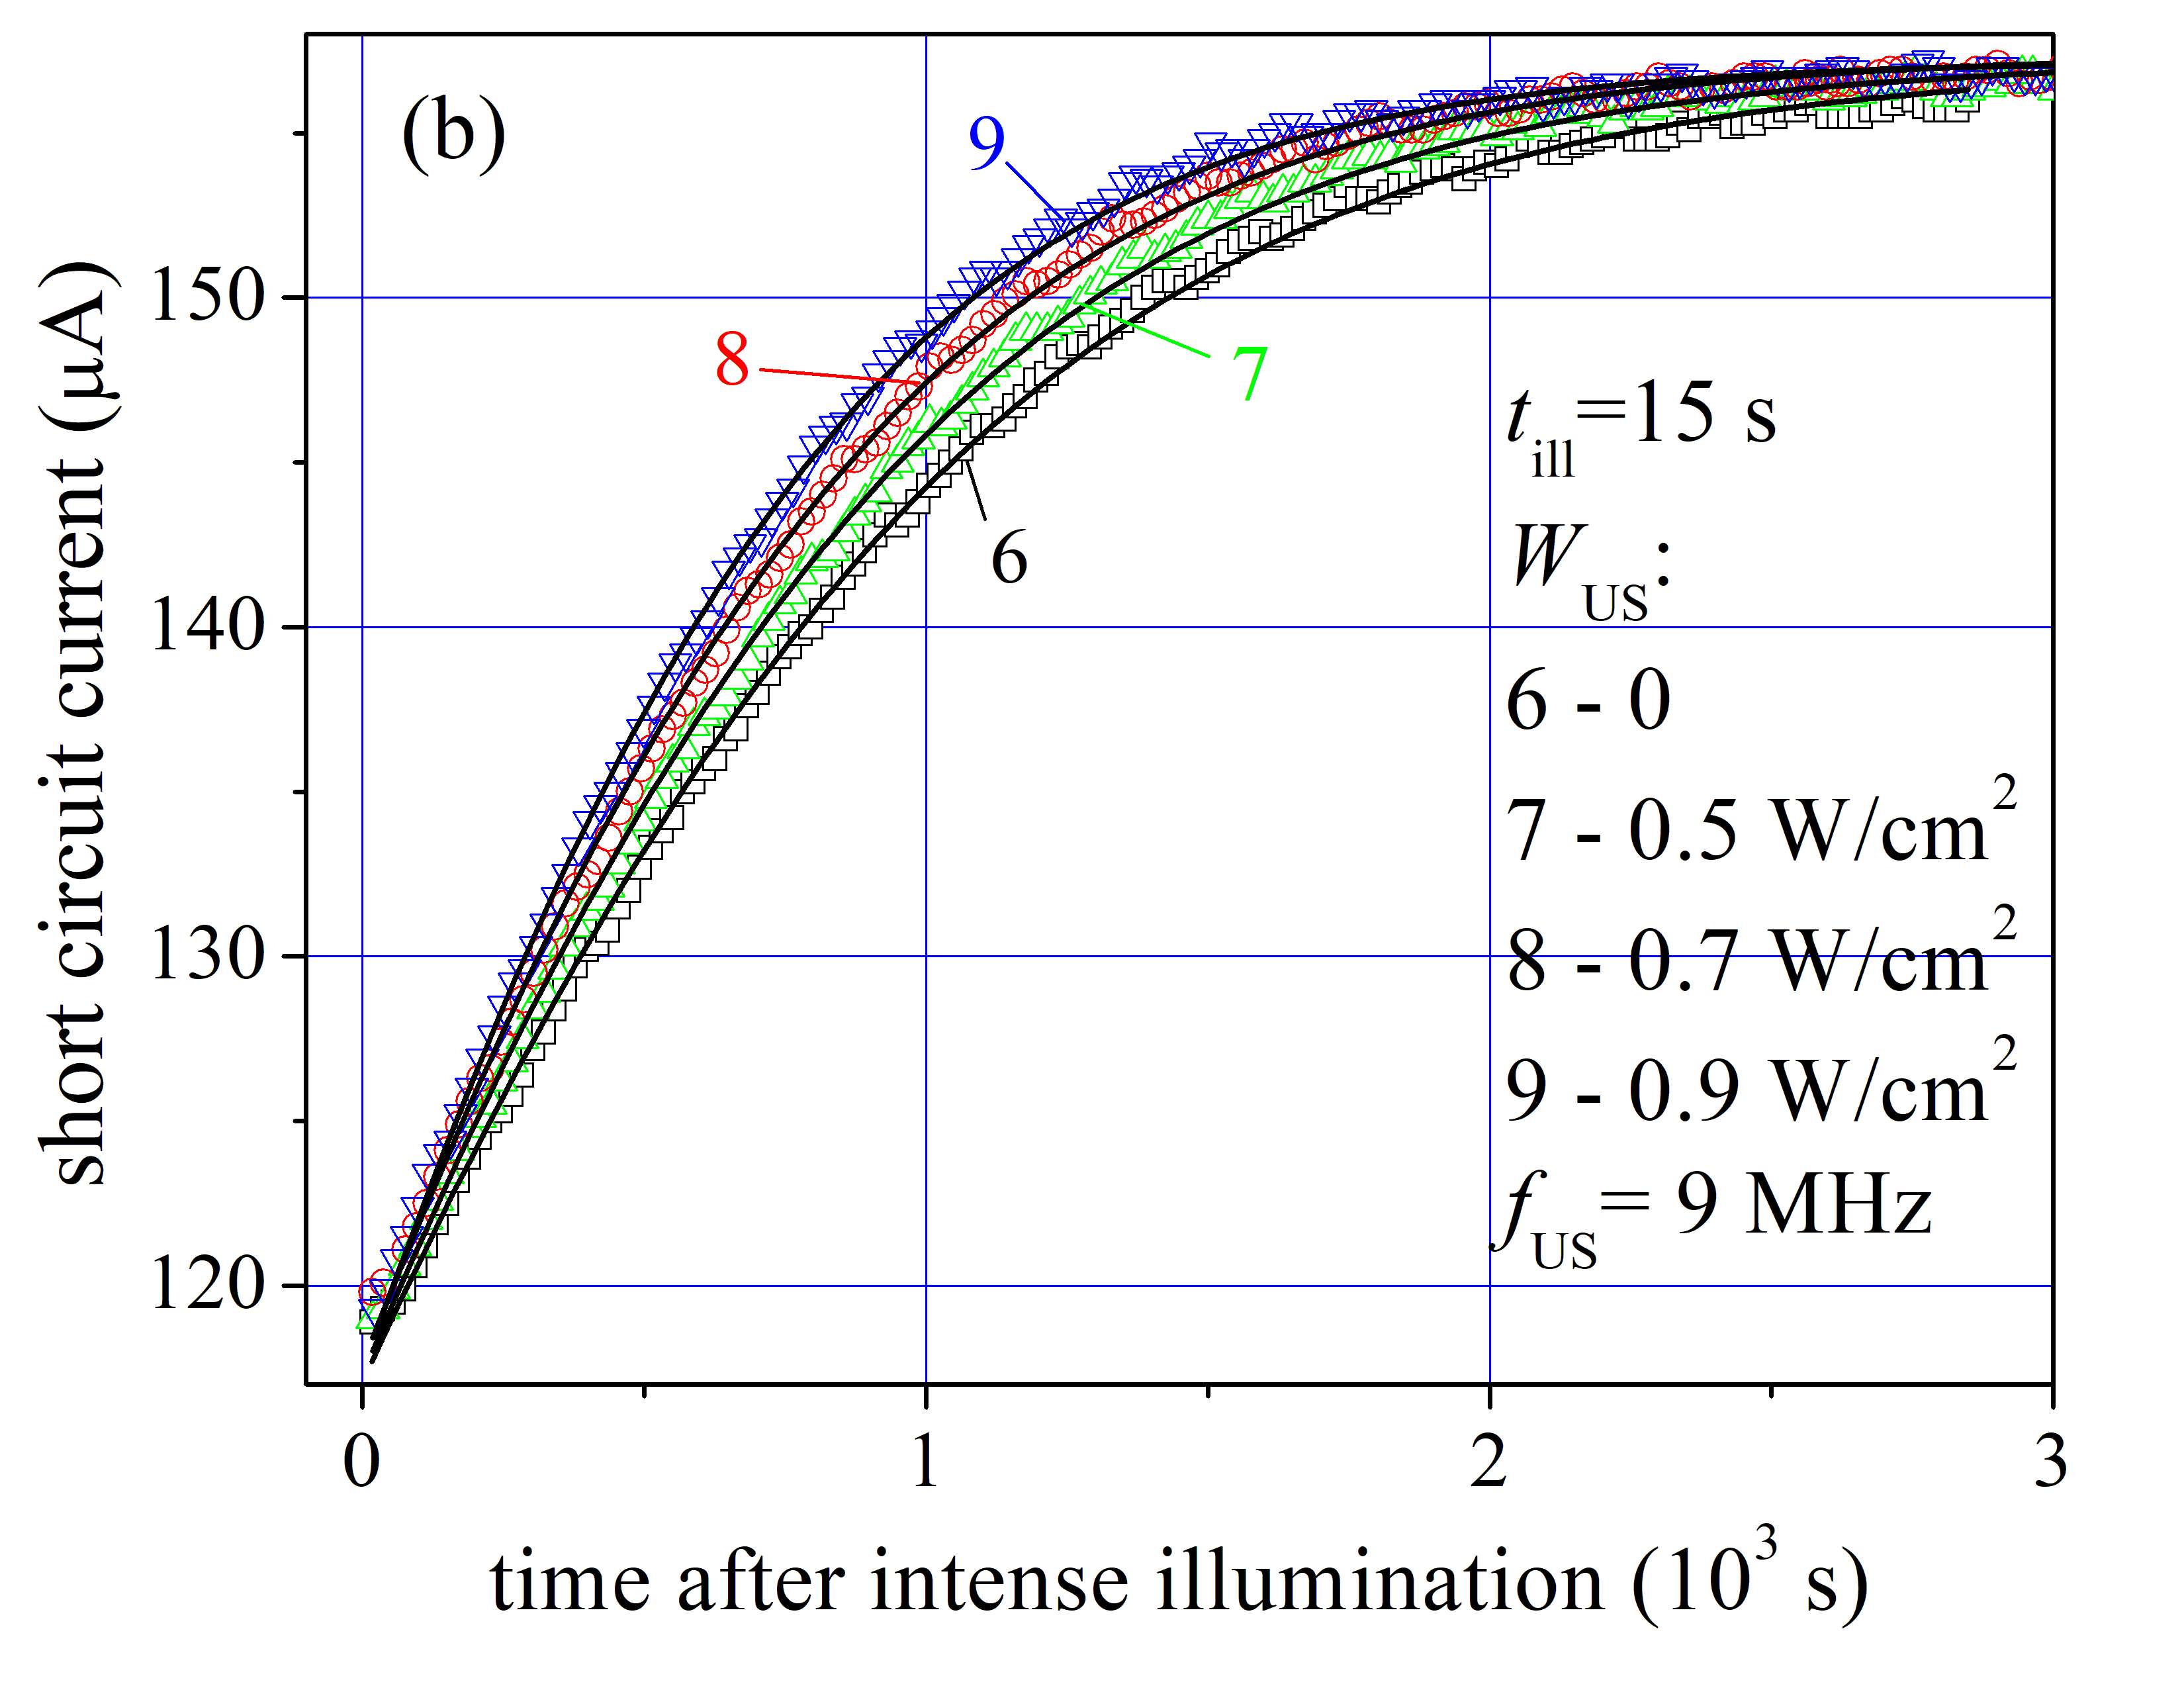 (b)
9
8
7
6
short circuit current (μA)
150
140
130
120
t_ill=15 s
W_US:
6 - 0
7 - 0.5 W/cm²
8 - 0.7 W/cm²
9 - 0.9 W/cm²
f_US= 9 MHz
0 1 2 3
time after intense illumination (10³ s)